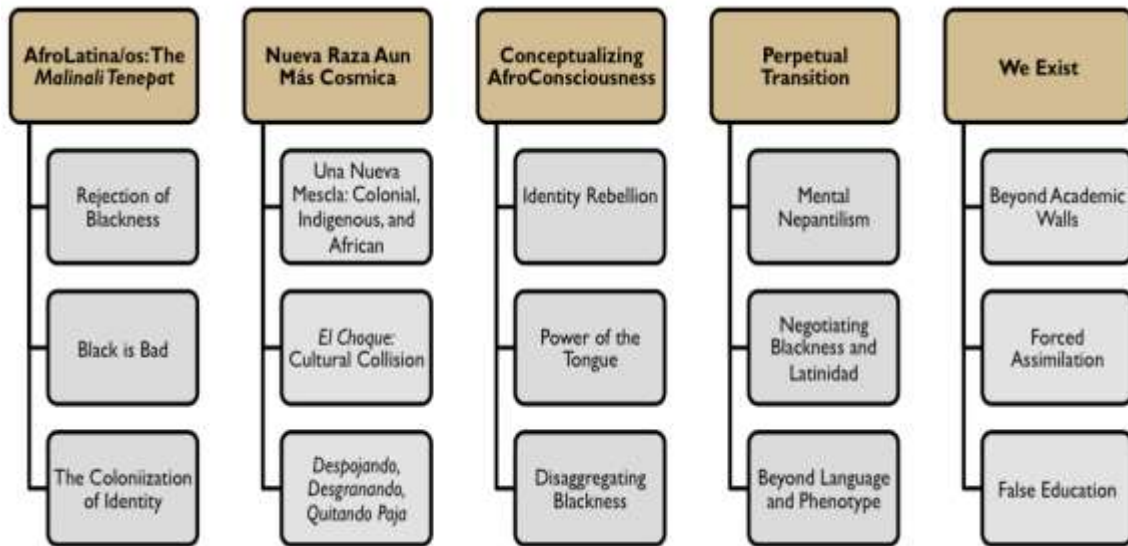 AfroLatina/os: The
Malinali Tenepat
Rejection of
Blackness
Black is Bad
The Coloniization
of Identity
Nueva Raza Aun
Más Cosmica
Una Nueva
Mescla: Colonial,
Indigenous, and
African
El Choque:
Cultural Collision
Despojando,
Desgranando,
Quitando Paja
Conceptualizing
AfroConsciousness
Identity Rebellion
Power of the
Tongue
Disaggregating
Blackness
Perpetual
Transition
Mental
Nepantilism
Negotiating
Blackness and
Latinidad
Beyond Language
and Phenotype
We Exist
Beyond Academic
Walls
Forced
Assimilation
False Education